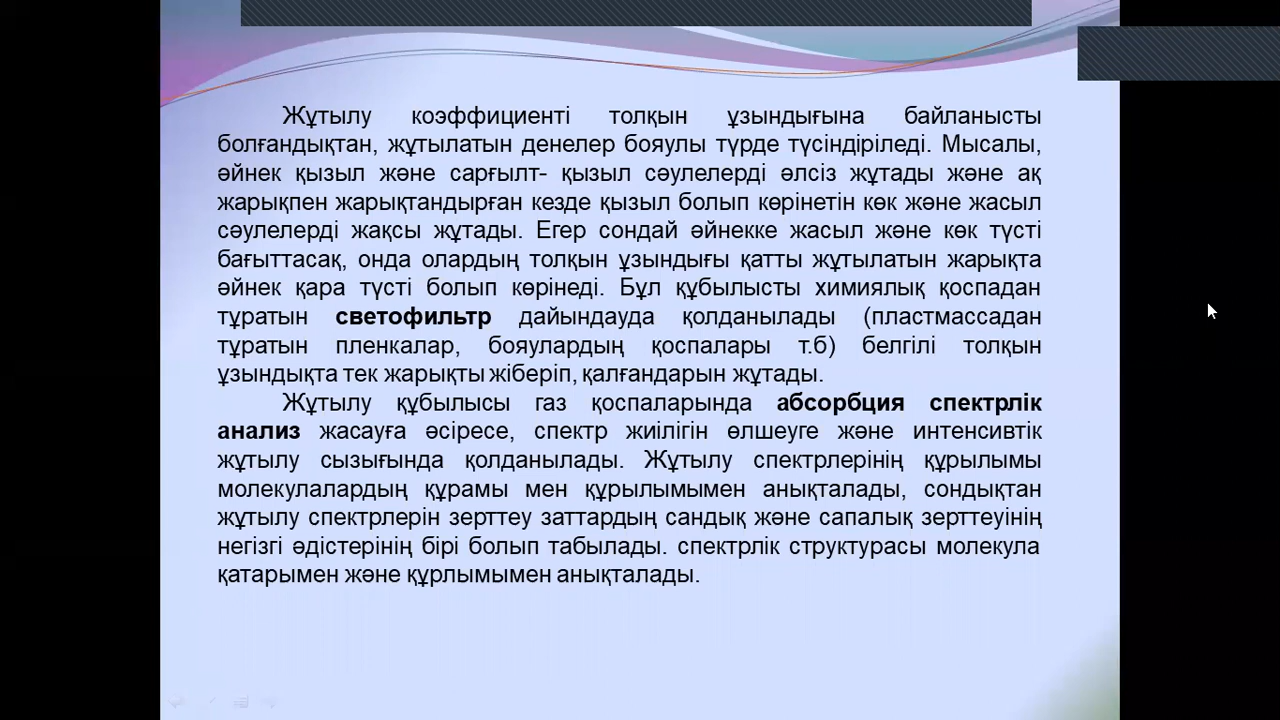 Жұтылу коэффициенті толқын ұзындығына байланысты
болғандықтан, жұтылатын денелер бояулы түрде түсіндіріледі. Мысалы,
әйнек қызыл және сарғылт- қызыл сәулелерді әлсіз жұтады және ақ
жарықпен жарықтандырған кезде қызыл болып көрінетін көк және жасыл
сәулелерді жақсы жұтады. Егер сондай әйнекке жасыл және көк түсті
бағыттасақ, онда олардың толқын ұзындығы қатты жұтылатын жарықта
әйнек қара түсті болып көрінеді. Бұл құбылысты химиялық қоспадан
тұратын светофильтр дайындауда қолданылады (пластмассадан
тұратын пленкалар, бояулардың қоспалары т.б) белгілі толқын
ұзындықта тек жарықты жіберіп, қалғандарын жұтады.
Жұтылу құбылысы газ қоспаларында абсорбция спектрлік
анализ жасауға әсіресе, спектр жиілігін өлшеуге және интенсивтік
жұтылу сызығында қолданылады. Жұтылу спектрлерінің құрылымы
молекулалардың құрамы мен құрылымымен анықталады, сондықтан
жұтылу спектрлерін зерттеу заттардың сандық және сапалық зерттеуінің
негізгі әдістерінің бірі болып табылады. спектрлік структурасы молекула
қатарымен және құрлымымен анықталады.